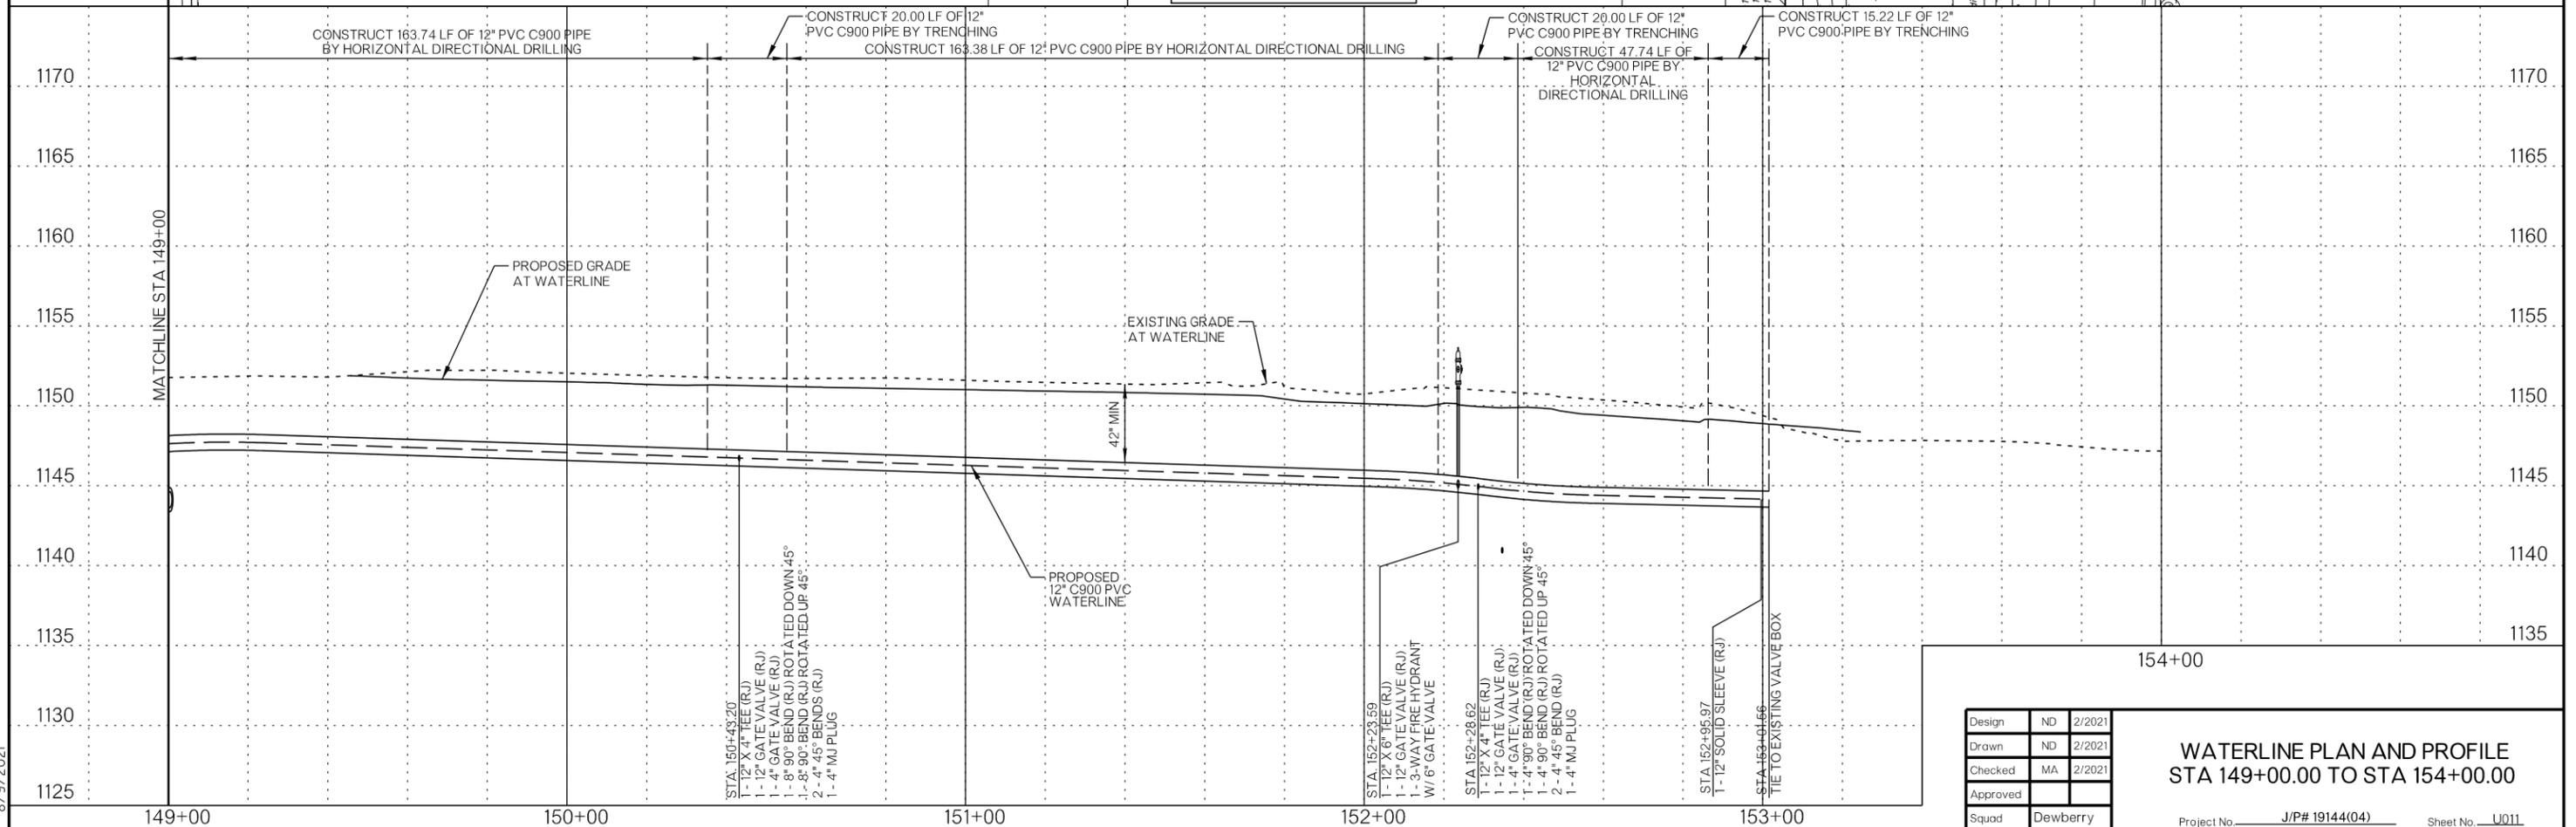 CONSTRUCT 163.74 LF OF 12" PVC C900 PIPE
BY HORIZONTAL DIRECTIONAL DRILLING
CONSTRUCT 20.00 LF OF 12"
PVC C900 PIPE BY TRENCHING
CONSTRUCT 163.38 LF OF 12" PVC C900 PIPE BY HORIZONTAL DIRECTIONAL DRILLING
CONSTRUCT 20.00 LF OF 12"
PVC C900 PIPE BY TRENCHING
CONSTRUCT 47.74 LF OF
12" PVC C900 PIPE BY
HORIZONTAL
DIRECTIONAL DRILLING
CONSTRUCT 15.22 LF OF 12"
PVC C900 PIPE BY TRENCHING
1170
1170
1165
1165
1160
1160
MATCHLINE STA 149+00
PROPOSED GRADE
AT WATERLINE
1155
1155
EXISTING GRADE
AT WATERLINE
1150
1150
42" MIN
1145
1145
1140
1140
PROPOSED
12" C900 PVC
WATERLINE
1135
1135
1130
1125
STA. 150+43.20
1 - 12" X 4" TEE (RJ)
1 - 12" GATE VALVE (RJ)
1 - 4" GATE VALVE (RJ)
1 - 8" 90° BEND (RJ) ROTATED DOWN 45°
1 - 8" 90° BEND (RJ) ROTATED UP 45°
2 - 4" 45° BENDS (RJ)
1 - 4" MJ PLUG
STA. 152+23.59
1 - 12" X 6" TEE (RJ)
1 - 12" GATE VALVE (RJ)
1 - 3-WAY FIRE HYDRANT
W/ 6" GATE VALVE
STA 152+28.62
1 - 12" X 4" TEE (RJ)
1 - 12" GATE VALVE (RJ)
1 - 4" GATE VALVE (RJ)
1 - 4" 90° BEND (RJ) ROTATED DOWN 45°
1 - 4" 90° BEND (RJ) ROTATED UP 45°
2 - 4" 45° BEND (RJ)
1 - 4" MJ PLUG
STA 152+95.97
1 - 12" SOLID SLEEVE (RJ)
STA 153+01.56
TIE TO EXISTING VALVE BOX
149+00
150+00
151+00
152+00
153+00
154+00
Design ND 2/2021
Drawn ND 2/2021
Checked MA 2/2021
Approved
Squad Dewberry
WATERLINE PLAN AND PROFILE
STA 149+00.00 TO STA 154+00.00
Project No. J/P# 19144(04) Sheet No. U011